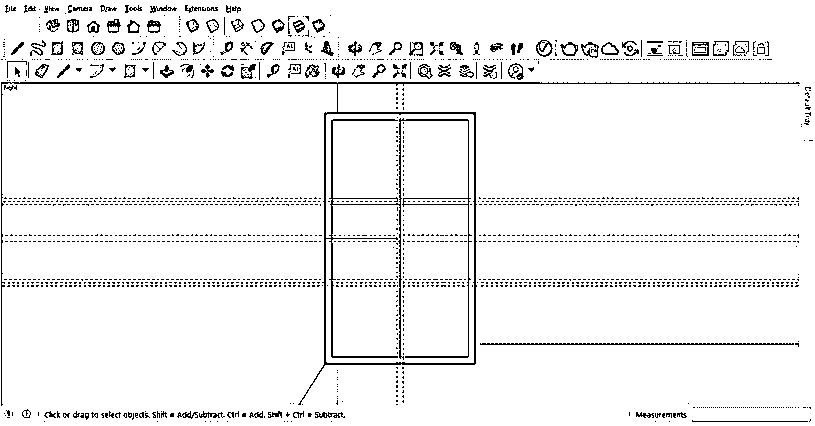 File Edit View Camera Draw Tools Window Extensions Help
Right
Default Tray
Click or drag to select objects. Shift = Add/Subtract. Ctrl = Add. Shift + Ctrl = Subtract.
Measurements